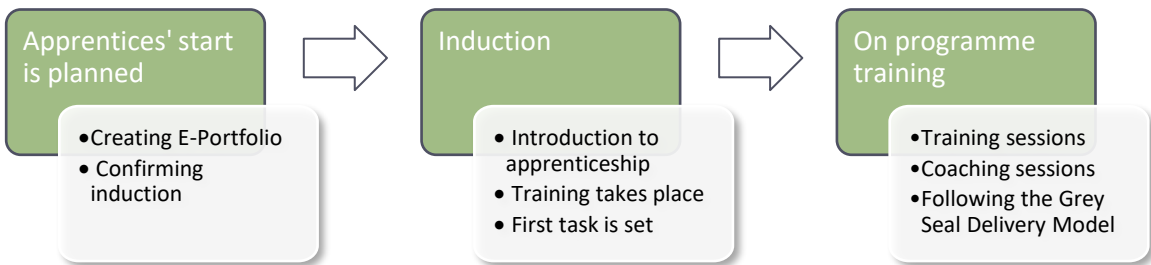 Apprentices' start
is planned
•Creating E-Portfolio
• Confirming
induction
Induction
• Introduction to
apprenticeship
• Training takes place
• First task is set
On programme
training
•Training sessions
•Coaching sessions
•Following the Grey
Seal Delivery Model